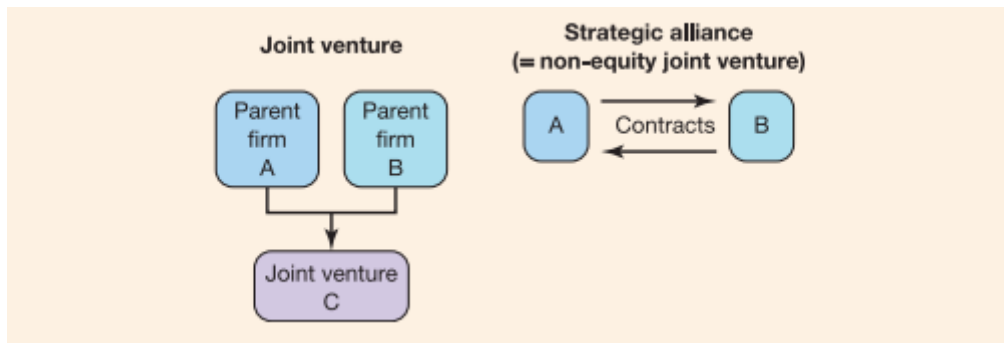 Joint venture
Strategic alliance
(= non-equity joint venture)
Parent
firm
A
Parent
firm
B
A
Contracts
B
Joint venture
C